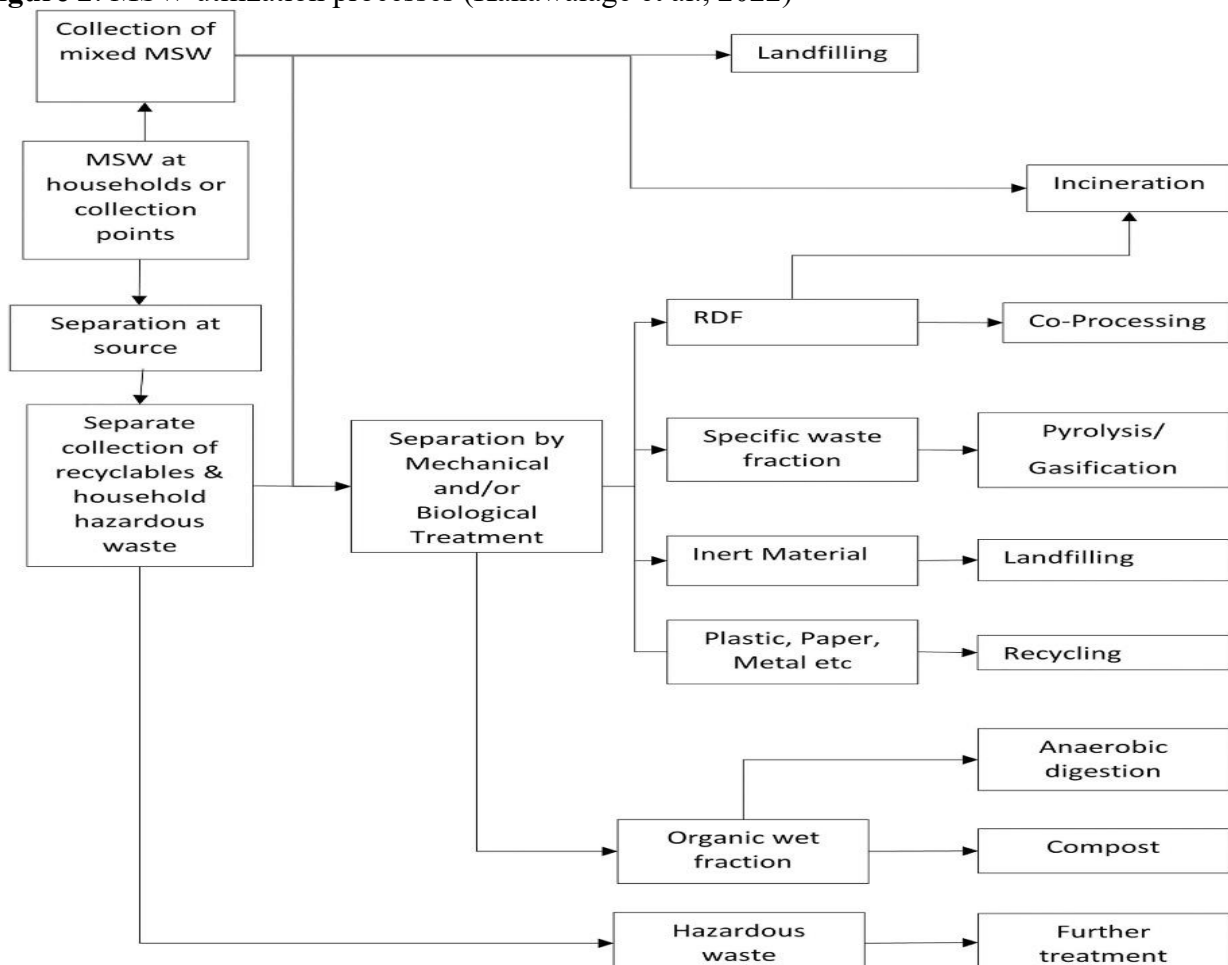 Collection of
mixed MSW
Landfilling
MSW at
households or
collection
points
Incineration
Separation at
source
RDF
Co-Processing
Separate
collection of
recyclables &
household
hazardous
waste
Separation by
Mechanical
and/or
Biological
Treatment
Specific waste
fraction
Pyrolysis/
Gasification
Inert Material
Landfilling
Plastic, Paper,
Metal etc
Recycling
Anaerobic
digestion
Organic wet
fraction
Compost
Hazardous
waste
Further
treatment